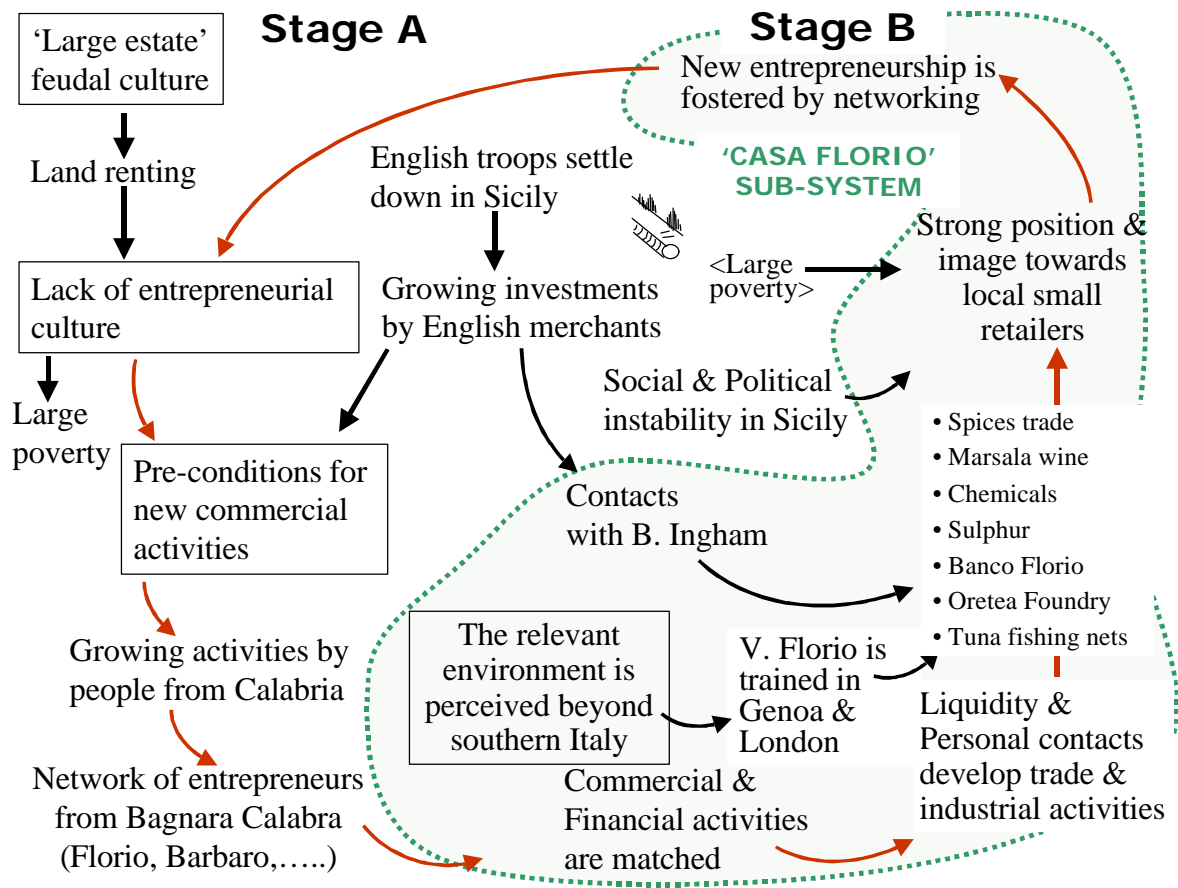 Stage A
‘Large estate’
feudal culture
Land renting
Lack of entrepreneurial
culture
Large
poverty
English troops settle
down in Sicily
Growing investments
by English merchants
Pre-conditions for
new commercial
activities
Growing activities by
people from Calabria
Network of entrepreneurs
from Bagnara Calabra
(Florio, Barbaro,.....)
Stage B
New entrepreneurship is
fostered by networking
‘CASA FLORIO’
SUB-SYSTEM
<Large
poverty>
Strong position &
image towards
local small
retailers
Social & Political
instability in Sicily
• Spices trade
• Marsala wine
• Chemicals
• Sulphur
• Banco Florio
• Oretea Foundry
• Tuna fishing nets
Contacts
with B. Ingham
The relevant
environment is
perceived beyond
southern Italy
V. Florio is
trained in
Genoa &
London
Liquidity &
Personal contacts
develop trade &
industrial activities
Commercial &
Financial activities
are matched